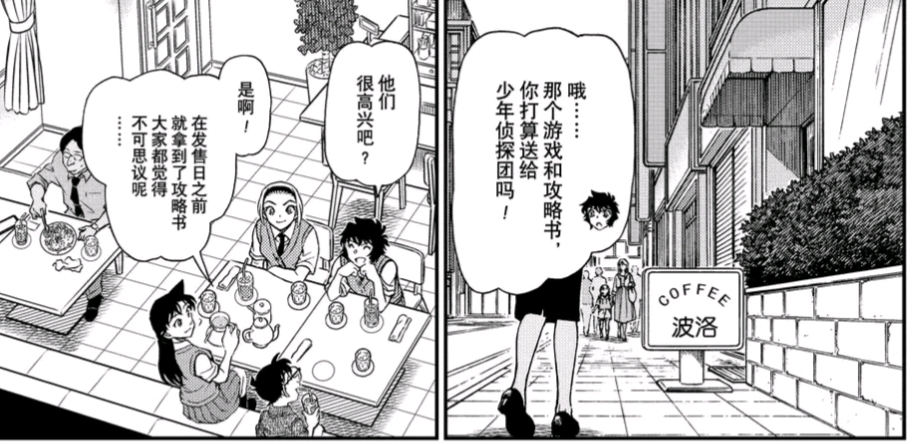 哦……
那个游戏和攻略书，
你打算送给
少年侦探团吗！
COFFEE
波洛
他们
很高兴吧？
是啊！
在发售日之前
就拿到了攻略书
大家都觉得
不可思议呢
……